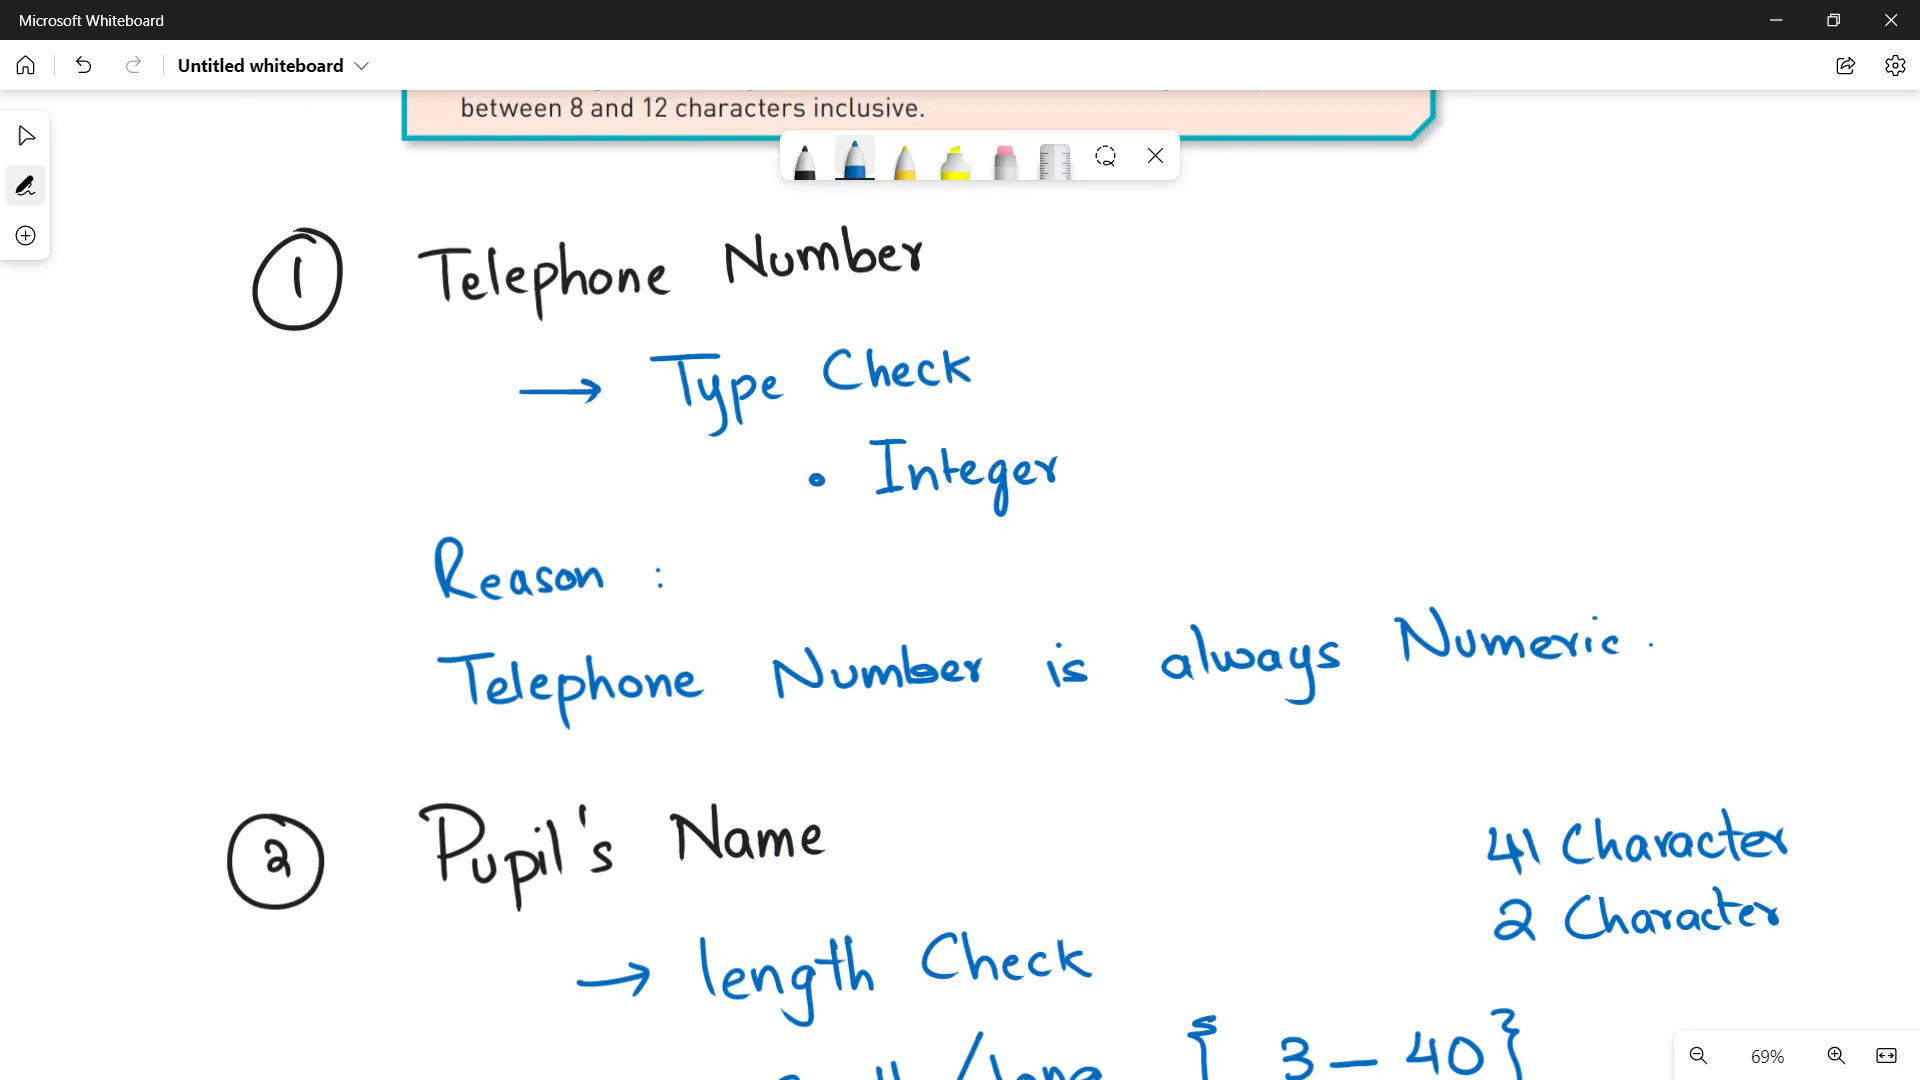 Microsoft Whiteboard
Untitled whiteboard
between 8 and 12 characters inclusive.
1 Telephone Number
→ Type Check
• Integer
Reason :
Telephone Number is always Numeric.
2 Pupil's Name
41 Character
2 Character
→ length Check
/long { 3 – 40 }
69%